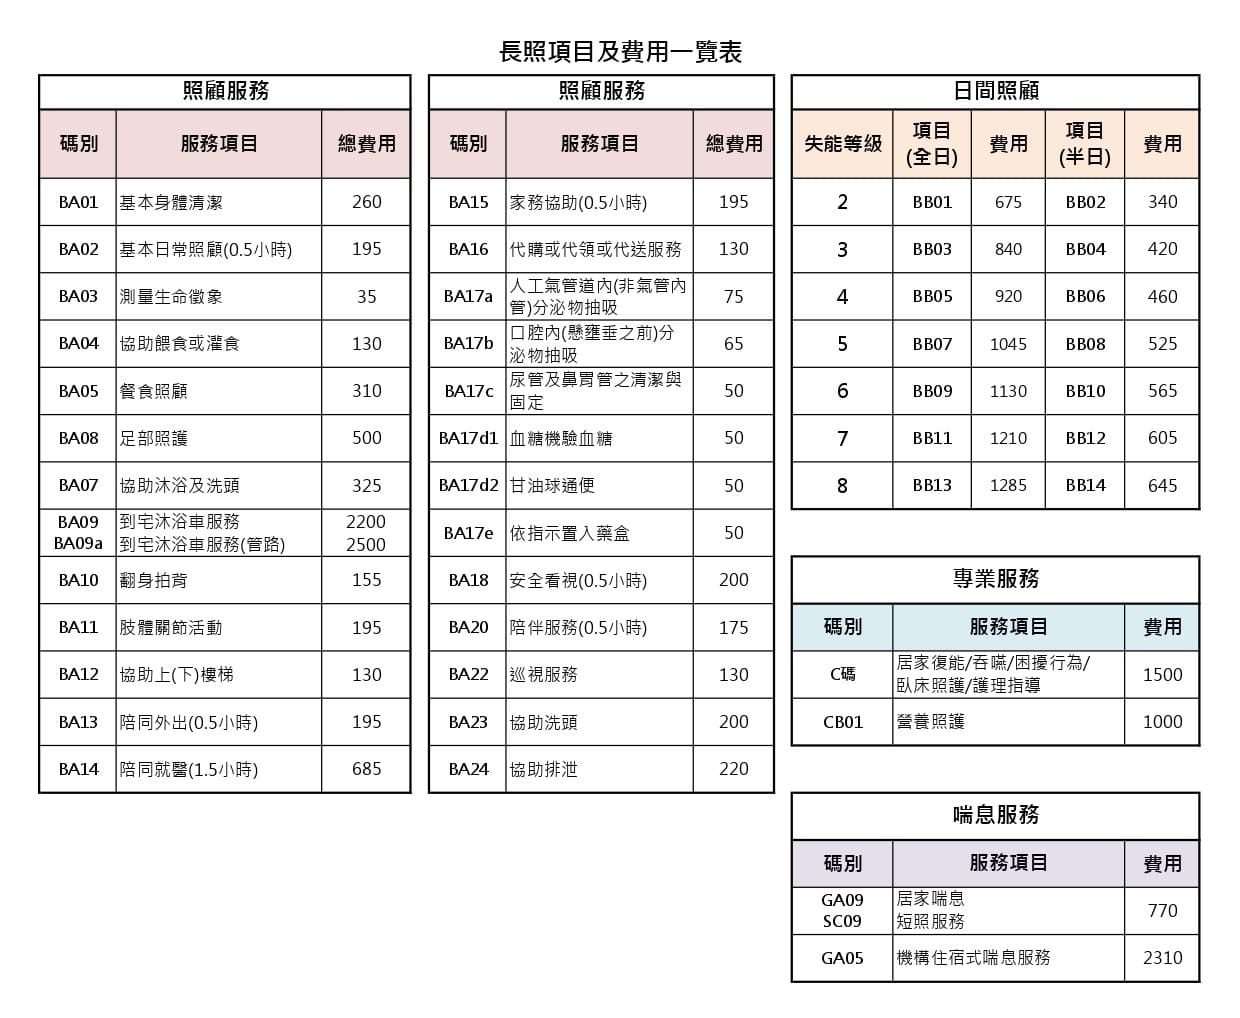 長照項目及費用一覽表
照顧服務
碼別 服務項目 總費用
BA01 基本身體清潔 260
BA02 基本日常照顧(0.5小時) 195
BA03 測量生命徵象 35
BA04 協助餵食或灌食 130
BA05 餐食照顧 310
BA08 足部照護 500
BA07 協助沐浴及洗頭 325
BA09 到宅沐浴車服務 2200
BA09a 到宅沐浴車服務(管路) 2500
BA10 翻身拍背 155
BA11 肢體關節活動 195
BA12 協助上(下)樓梯 130
BA13 陪同外出(0.5小時) 195
BA14 陪同就醫(1.5小時) 685
照顧服務
碼別 服務項目 總費用
BA15 家務協助(0.5小時) 195
BA16 代購或代領或代送服務 130
BA17a 人工氣管道內(非氣管內
管)分泌物抽吸 75
BA17b 口腔內(懸壅垂之前)分
泌物抽吸 65
BA17c 尿管及鼻胃管之清潔與
固定 50
BA17d1 血糖機驗血糖 50
BA17d2 甘油球通便 50
BA17e 依指示置入藥盒 50
BA18 安全看視(0.5小時) 200
BA20 陪伴服務(0.5小時) 175
BA22 巡視服務 130
BA23 協助洗頭 200
BA24 協助排泄 220
日間照顧
失能等級 項目 費用 項目 費用
(全日) (半日)
2 BB01 675 BB02 340
3 BB03 840 BB04 420
4 BB05 920 BB06 460
5 BB07 1045 BB08 525
6 BB09 1130 BB10 565
7 BB11 1210 BB12 605
8 BB13 1285 BB14 645
專業服務
碼別 服務項目 費用
C碼 居家復能/吞嚥/困擾行為/
臥床照護/護理指導 1500
CB01 營養照護 1000
喘息服務
碼別 服務項目 費用
GA09 居家喘息
SC09 短照服務 770
GA05 機構住宿式喘息服務 2310